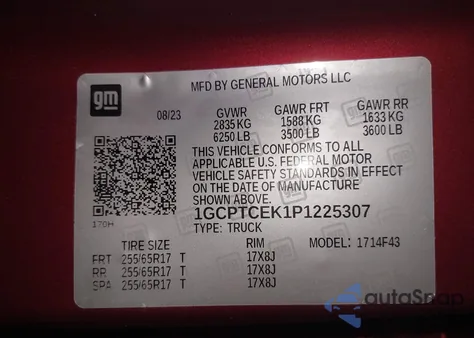 gm
MFD BY GENERAL MOTORS LLC
08/23 GVWR GAWR FRT GAWR RR
2835 KG 1588 KG 1633 KG
6250 LB 3500 LB 3600 LB
THIS VEHICLE CONFORMS TO ALL
APPLICABLE U.S. FEDERAL MOTOR
VEHICLE SAFETY STANDARDS IN EFFECT
ON THE DATE OF MANUFACTURE
SHOWN ABOVE.
1GCPTCEK1P1225307
170H TYPE: TRUCK
TIRE SIZE RIM MODEL: 1714F43
FRT 255/65R17 T 17X8J
RR 255/65R17 T 17X8J
SPA 255/65R17 T 17X8J
autaSnap